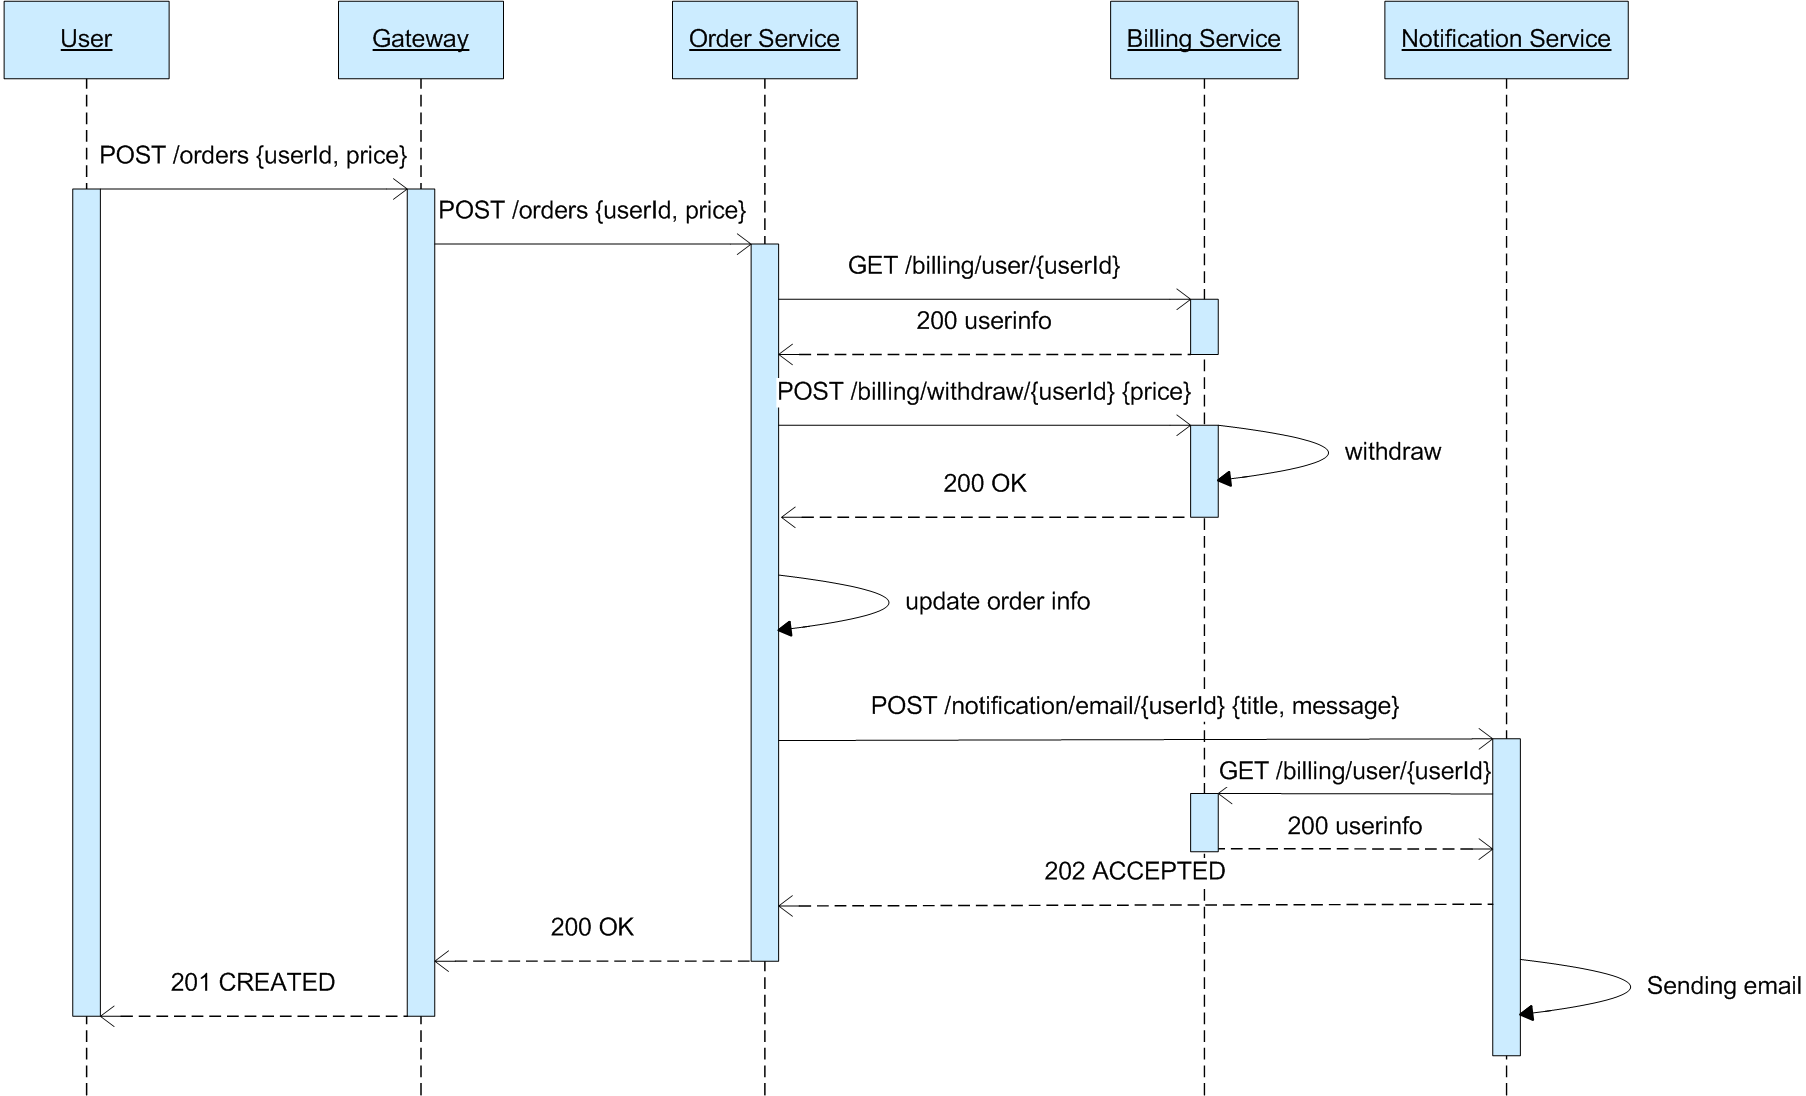 User
Gateway
Order Service
Billing Service
Notification Service
POST /orders {userId, price}
POST /orders {userId, price}
GET /billing/user/{userId}
200 userinfo
POST /billing/withdraw/{userId} {price}
withdraw
200 OK
update order info
POST /notification/email/{userId} {title, message}
GET /billing/user/{userId}
200 userinfo
202 ACCEPTED
200 OK
201 CREATED
Sending email